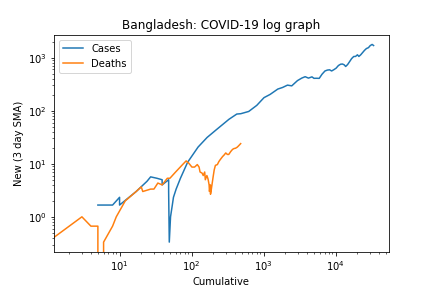 Bangladesh: COVID-19 log graph
Cases
Deaths
New (3 day SMA)
10³
10²
10¹
10⁰
10¹
10²
10³
10⁴
Cumulative